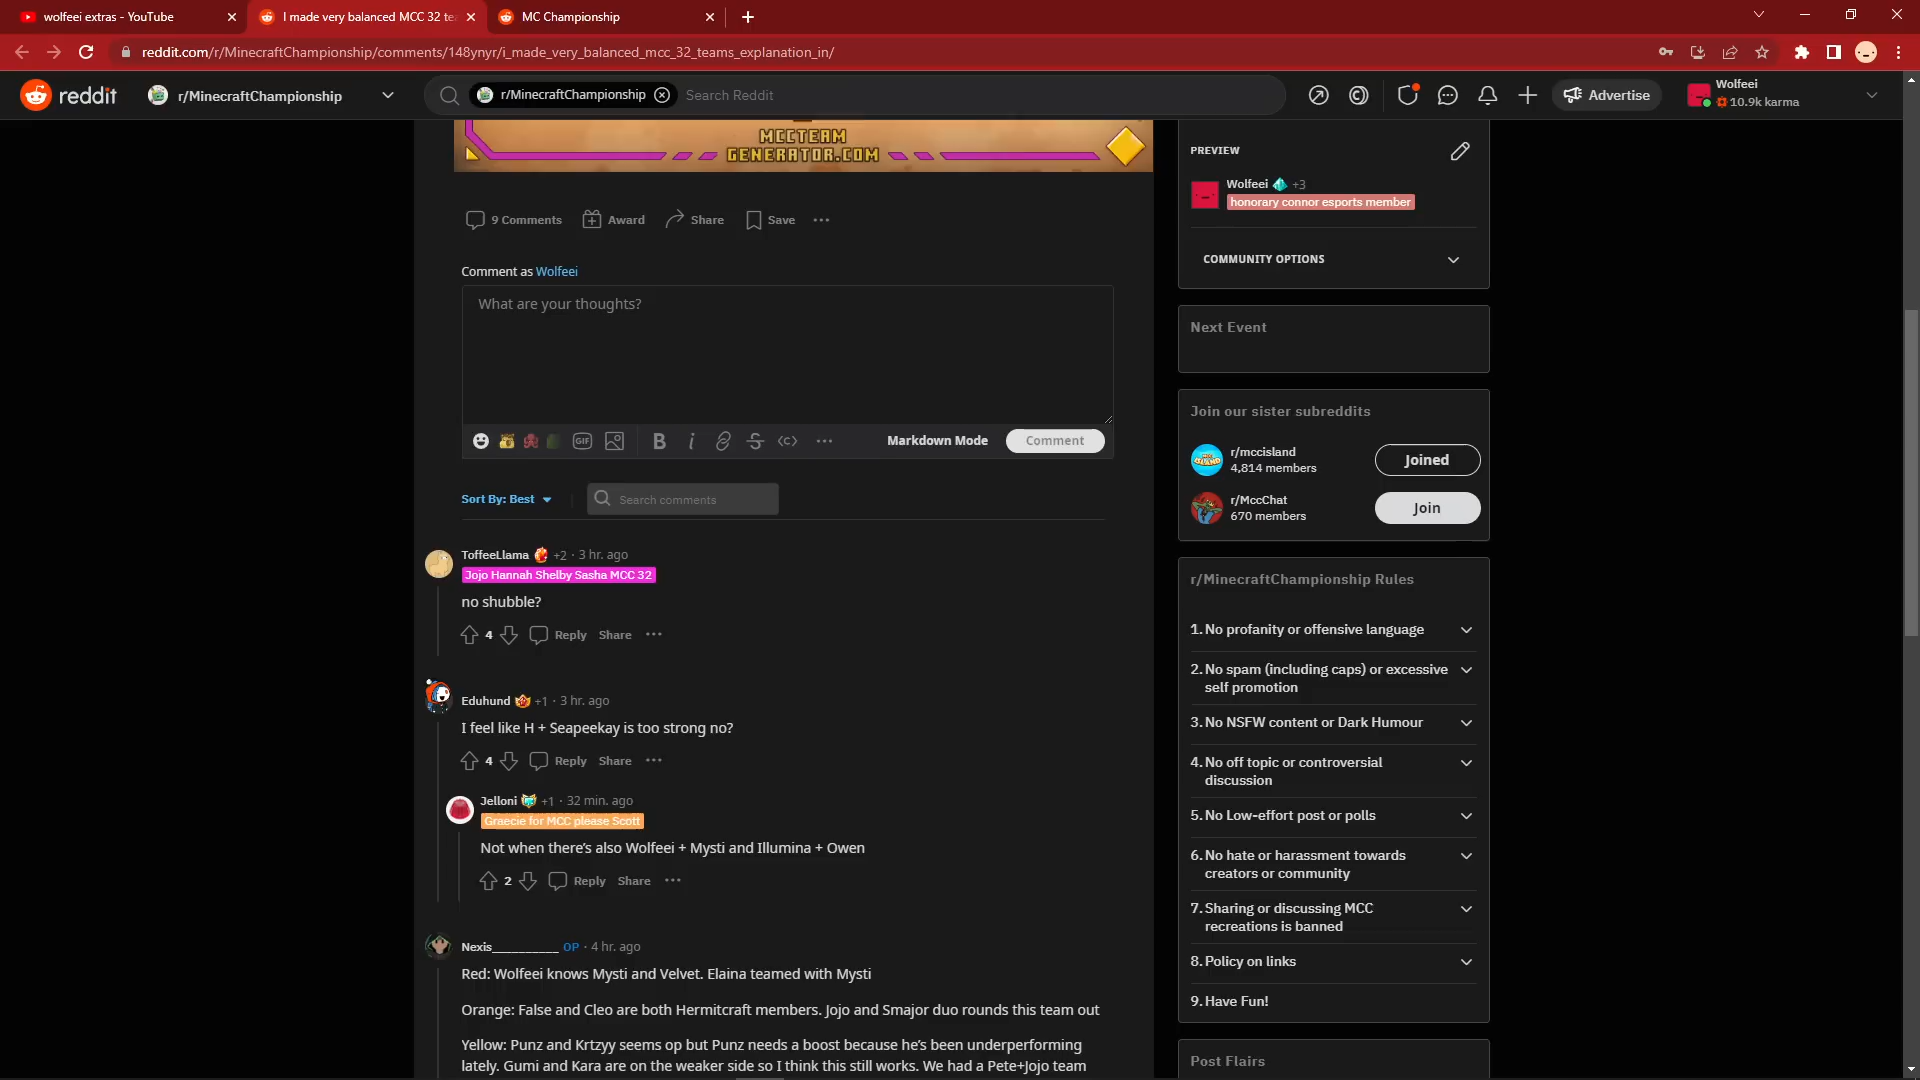 wolfeei extras - YouTube
I made very balanced MCC 32 te
MC Championship
reddit.com/r/MinecraftChampionship/comments/148ynyr/i_made_very_balanced_mcc_32_teams_explanation_in/
reddit
r/MinecraftChampionship
r/MinecraftChampionship
Search Reddit
Advertise
Wolfeei
10.9k karma
MCCTEAM
GENERATOR.COM
9 Comments
Award
Share
Save
Comment as Wolfeei
What are your thoughts?
GIF
B
i
Markdown Mode
Comment
Sort By: Best
Search comments
ToffeeLlama +2 · 3 hr. ago
Jojo Hannah Shelby Sasha MCC 32
no shubble?
4
Reply
Share
Eduhund +1 · 3 hr. ago
I feel like H + Seapeekay is too strong no?
4
Reply
Share
Jelloni +1 · 32 min. ago
Graecie for MCC please Scott
Not when there's also Wolfeei + Mysti and Illumina + Owen
2
Reply
Share
Nexis__________ OP · 4 hr. ago
Red: Wolfeei knows Mysti and Velvet. Elaina teamed with Mysti
Orange: False and Cleo are both Hermitcraft members. Jojo and Smajor duo rounds this team out
Yellow: Punz and Krtzyy seems op but Punz needs a boost because he's been underperforming
lately. Gumi and Kara are on the weaker side so I think this still works. We had a Pete+Jojo team
PREVIEW
Wolfeei +3
honorary connor esports member
COMMUNITY OPTIONS
Next Event
Join our sister subreddits
r/mccisland
4,814 members
Joined
r/MccChat
670 members
Join
r/MinecraftChampionship Rules
1. No profanity or offensive language
2. No spam (including caps) or excessive
self promotion
3. No NSFW content or Dark Humour
4. No off topic or controversial
discussion
5. No Low-effort post or polls
6. No hate or harassment towards
creators or community
7. Sharing or discussing MCC
recreations is banned
8. Policy on links
9. Have Fun!
Post Flairs